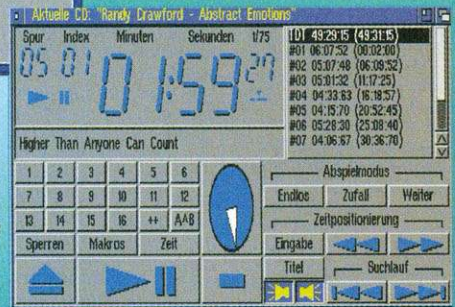 Aktuelle CD: "Randy Crawford - Abstract Emotions"
Spur Index Minuten Sekunden 1/75
05 01 01:59 27
Higher Than Anyone Can Count
TOT 49:29:15 (49:31:15)
#01 06:07:52 (00:02:00)
#02 05:07:48 (06:09:52)
#03 05:01:32 (11:17:25)
#04 04:33:63 (16:18:57)
#05 04:15:70 (20:52:45)
#06 05:28:30 (25:08:40)
#07 04:06:67 (30:36:70)
1 2 3 4 5 6
7 8 9 10 11 12
13 14 15 16 ++ A^B
Sperren Makros Zeit
Abspielmodus
Endlos Zufall Weiter
Zeitpositionierung
Eingabe
Titel Suchlauf